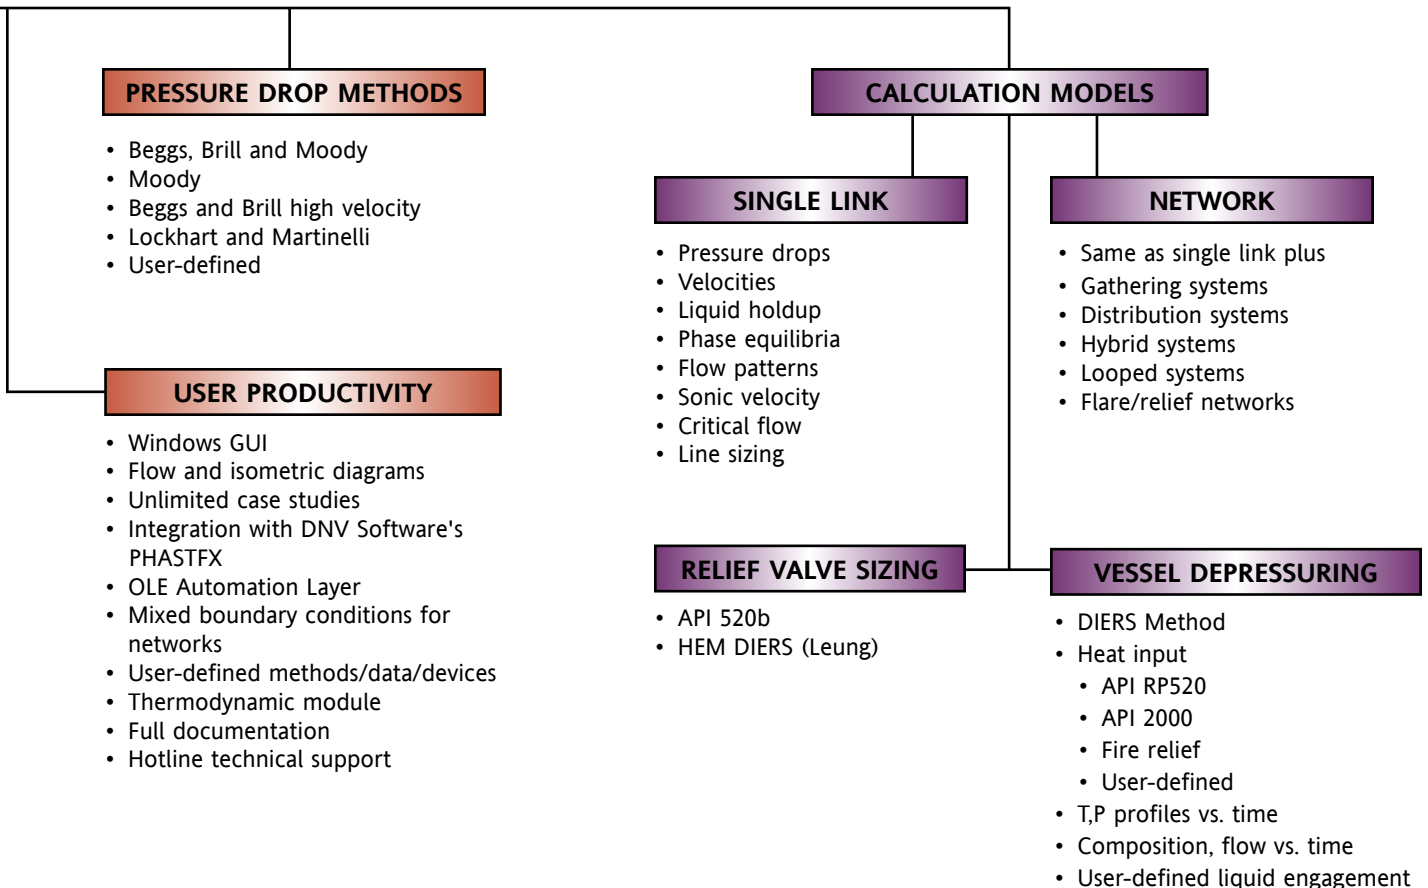 PRESSURE DROP METHODS
• Beggs, Brill and Moody
• Moody
• Beggs and Brill high velocity
• Lockhart and Martinelli
• User-defined
USER PRODUCTIVITY
• Windows GUI
• Flow and isometric diagrams
• Unlimited case studies
• Integration with DNV Software's
PHASTFX
• OLE Automation Layer
• Mixed boundary conditions for
networks
• User-defined methods/data/devices
• Thermodynamic module
• Full documentation
• Hotline technical support
CALCULATION MODELS
SINGLE LINK
• Pressure drops
• Velocities
• Liquid holdup
• Phase equilibria
• Flow patterns
• Sonic velocity
• Critical flow
• Line sizing
NETWORK
• Same as single link plus
• Gathering systems
• Distribution systems
• Hybrid systems
• Looped systems
• Flare/relief networks
RELIEF VALVE SIZING
• API 520b
• HEM DIERS (Leung)
VESSEL DEPRESSURING
• DIERS Method
• Heat input
• API RP520
• API 2000
• Fire relief
• User-defined
• T,P profiles vs. time
• Composition, flow vs. time
• User-defined liquid engagement